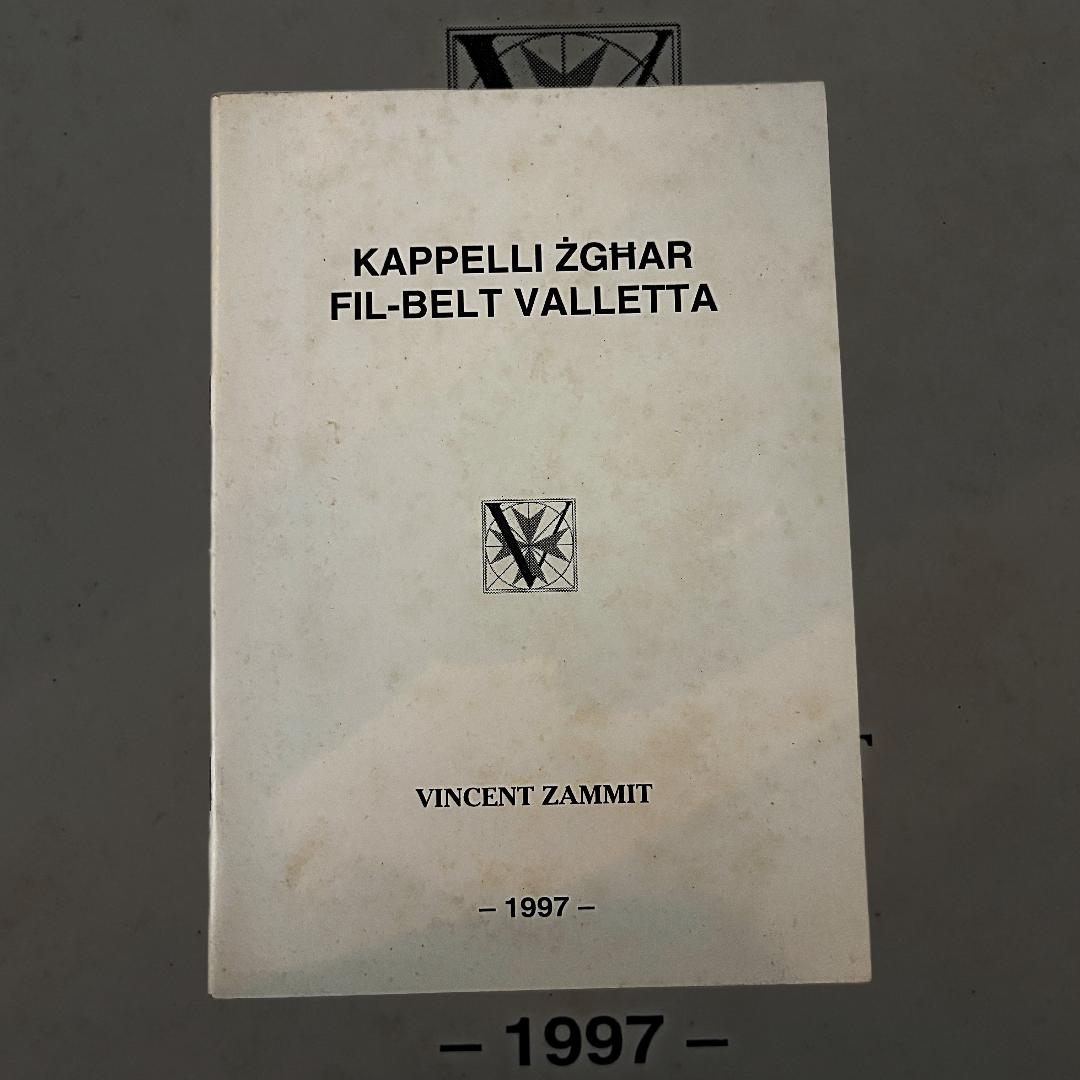 KAPPELLI ŻGĦAR
FIL-BELT VALLETTA
V
VINCENT ZAMMIT
– 1997 –
– 1997 –